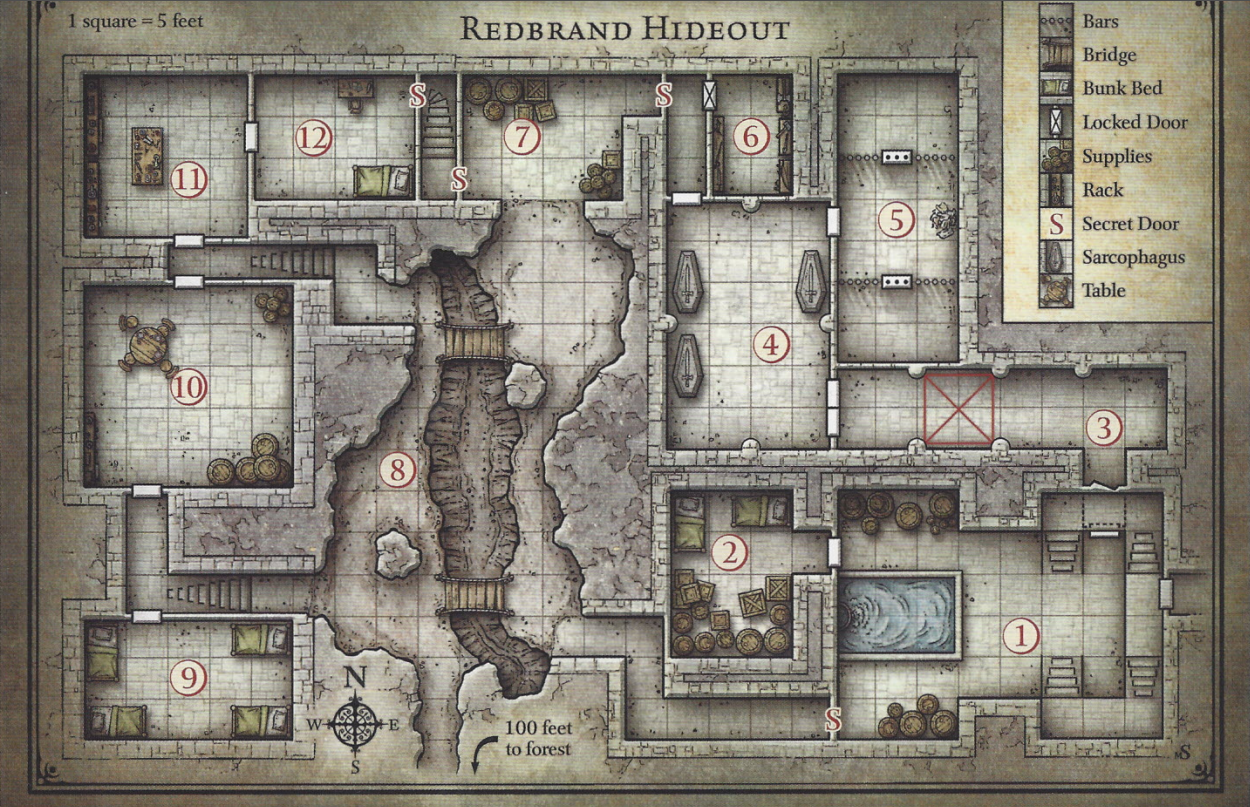 1 square = 5 feet
REDBRAND HIDEOUT
Bars
Bridge
Bunk Bed
Locked Door
Supplies
Rack
S Secret Door
Sarcophagus
Table
S
S
12
7
6
11
S
5
4
10
3
8
2
1
9
N
W E
S
S
100 feet
to forest